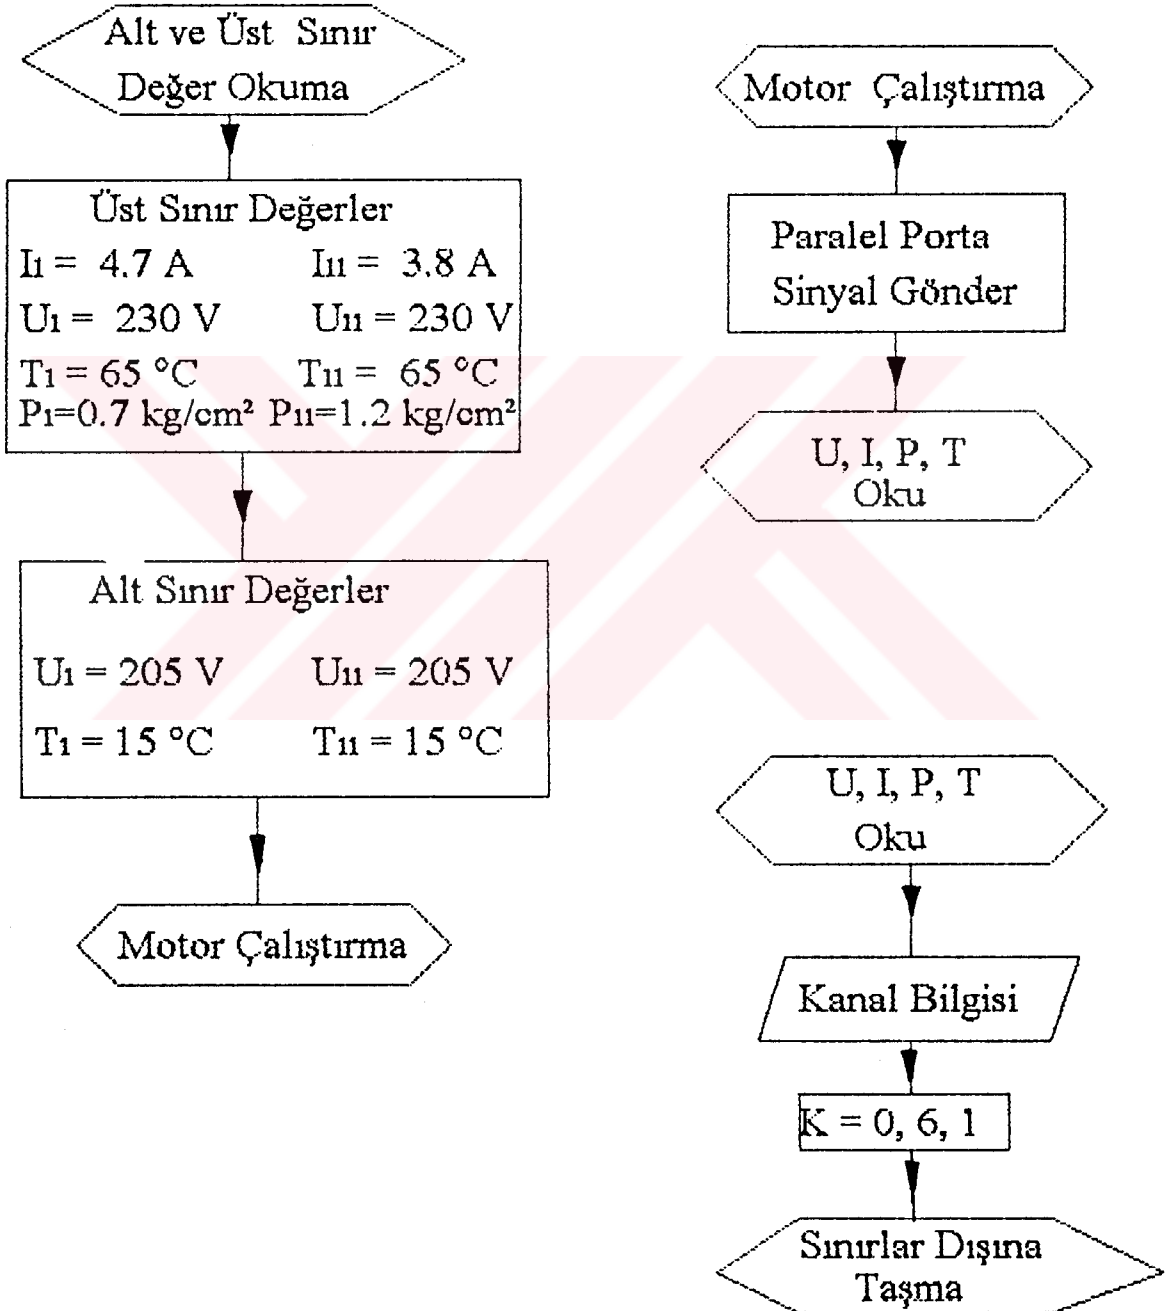 Alt ve Üst Sınır
Değer Okuma
Üst Sınır Değerler
I1 = 4.7 A I11 = 3.8 A
U1 = 230 V U11 = 230 V
T1 = 65 °C T11 = 65 °C
P1=0.7 kg/cm² P11=1.2 kg/cm²
Alt Sınır Değerler
U1 = 205 V U11 = 205 V
T1 = 15 °C T11 = 15 °C
Motor Çalıştırma
Motor Çalıştırma
Paralel Porta
Sinyal Gönder
U, I, P, T
Oku
U, I, P, T
Oku
Kanal Bilgisi
K = 0, 6, 1
Sınırlar Dışına
Taşma